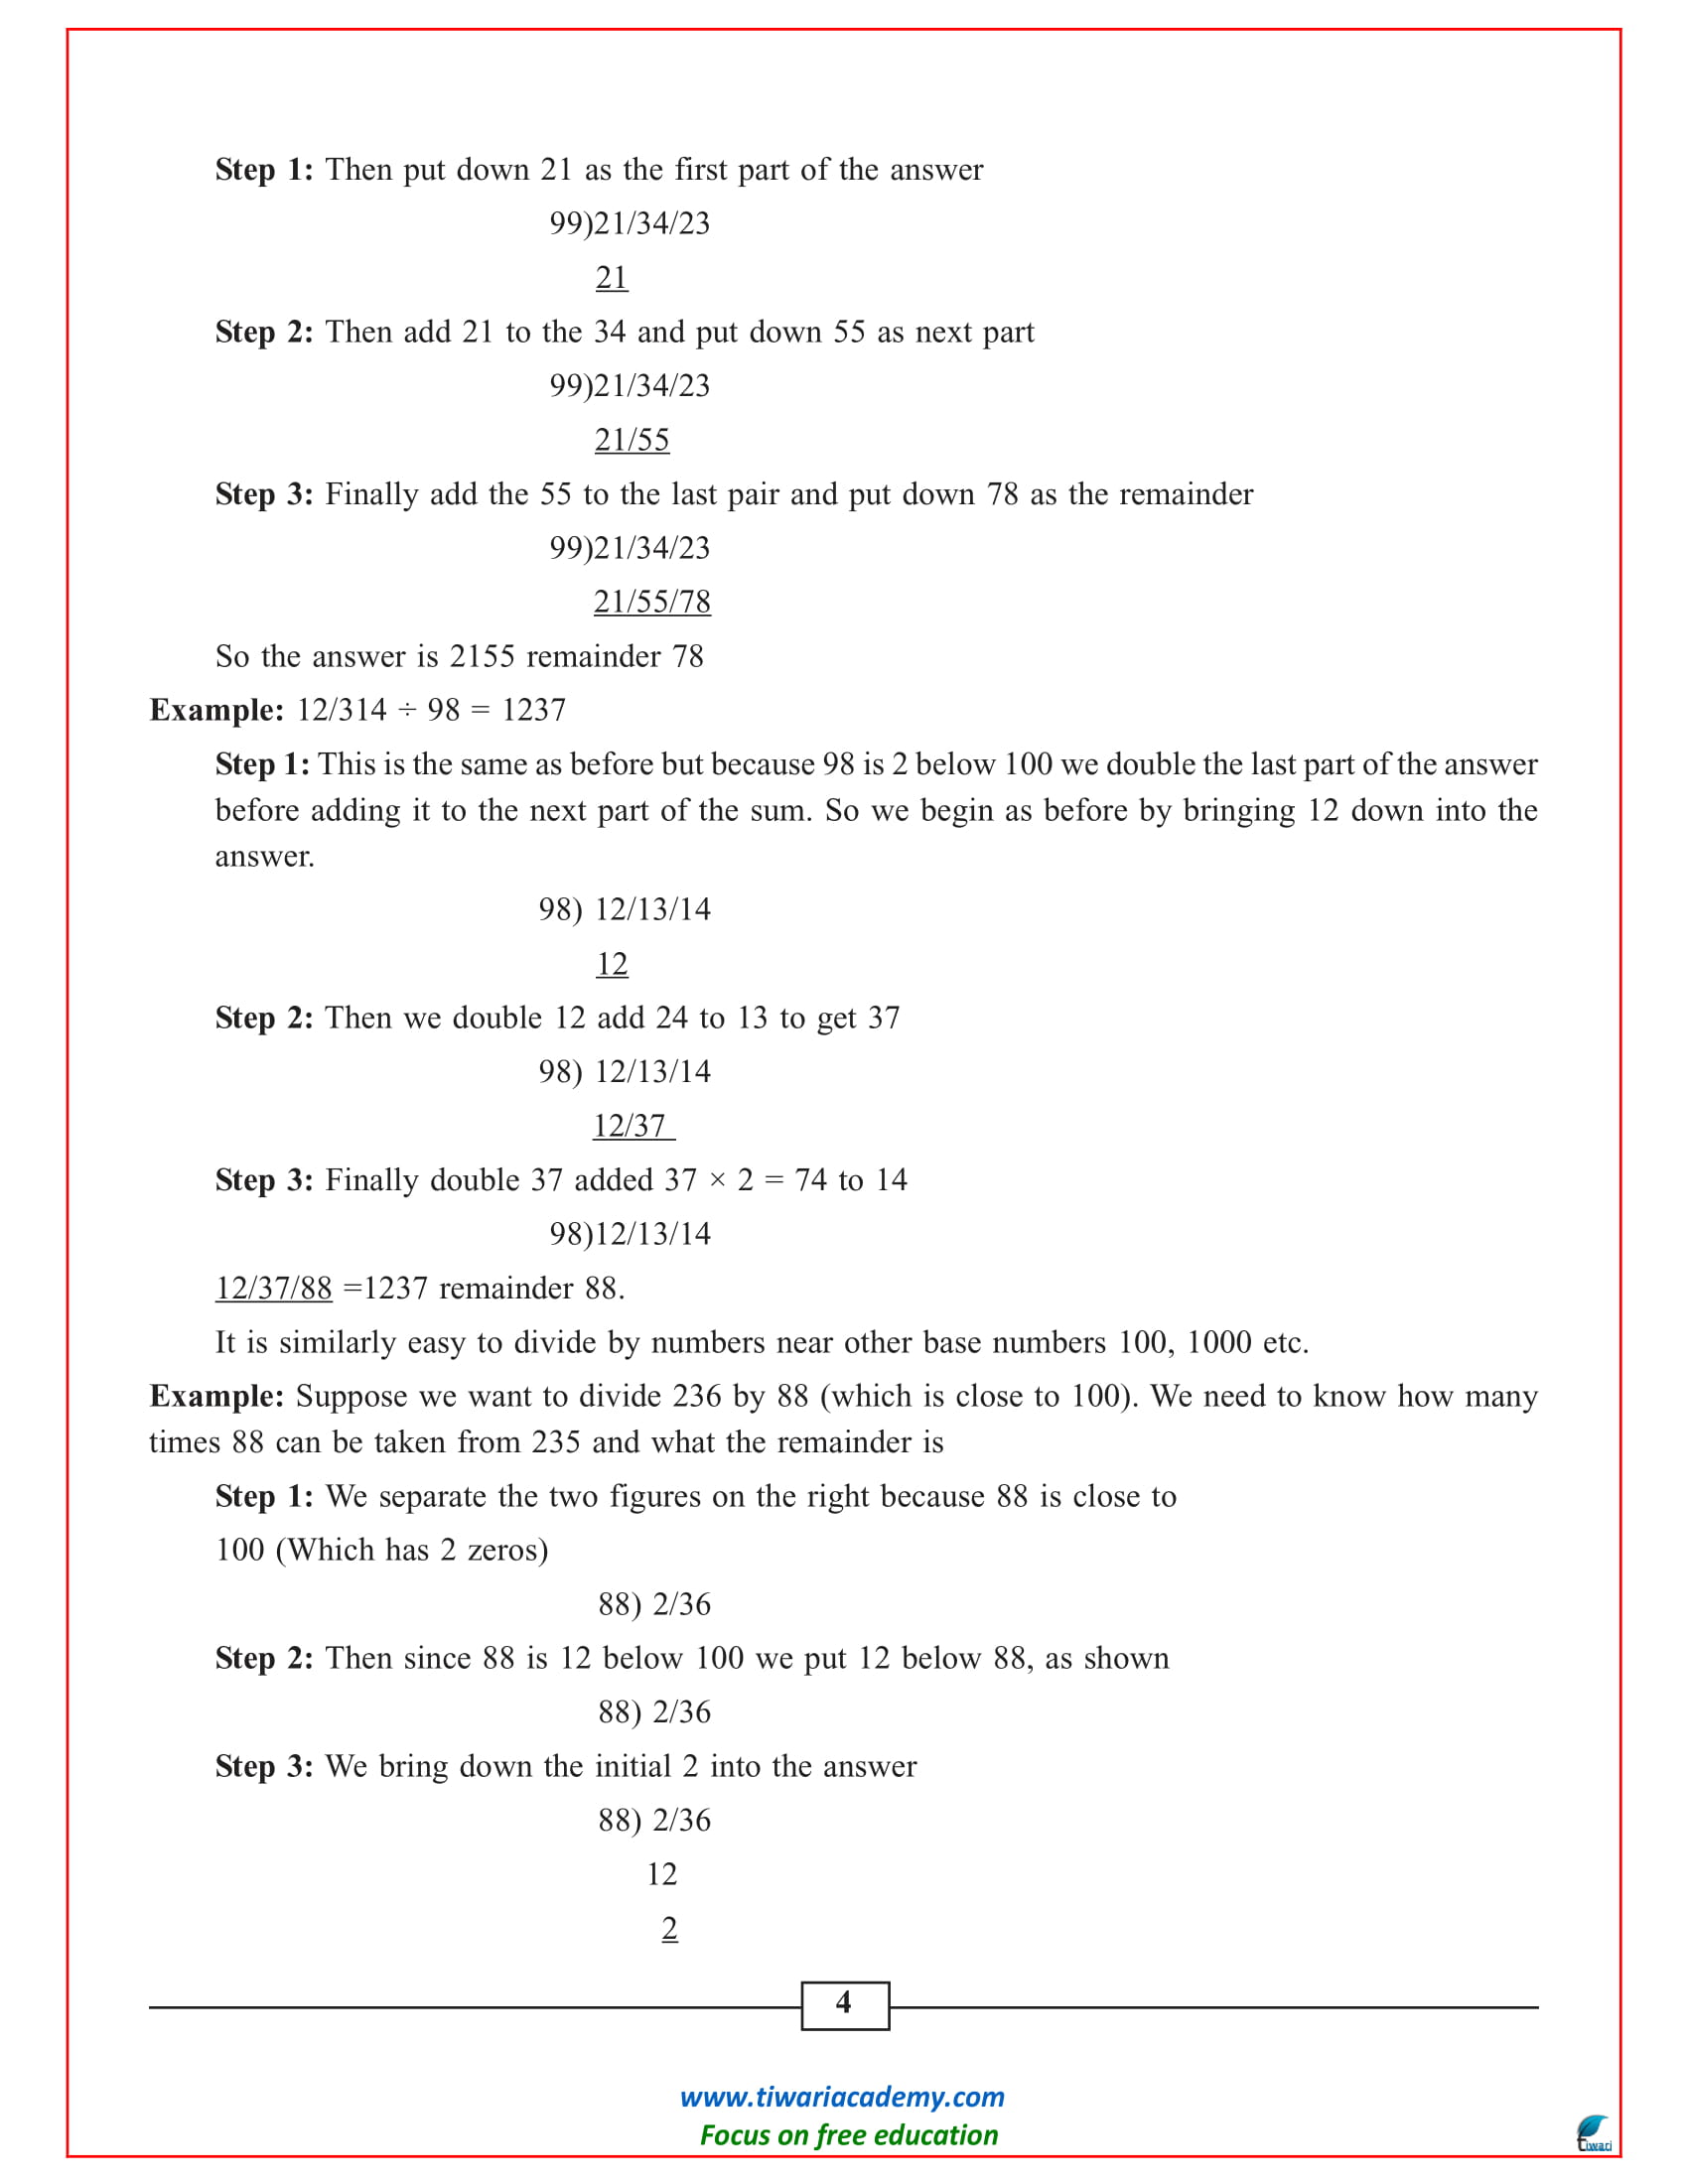 Step 1: Then put down 21 as the first part of the answer
99)21/34/23
21
Step 2: Then add 21 to the 34 and put down 55 as next part
99)21/34/23
21/55
Step 3: Finally add the 55 to the last pair and put down 78 as the remainder
99)21/34/23
21/55/78
So the answer is 2155 remainder 78
Example: 12/314 ÷ 98 = 1237
Step 1: This is the same as before but because 98 is 2 below 100 we double the last part of the answer
before adding it to the next part of the sum. So we begin as before by bringing 12 down into the
answer.
98) 12/13/14
12
Step 2: Then we double 12 add 24 to 13 to get 37
98) 12/13/14
12/37
Step 3: Finally double 37 added 37 × 2 = 74 to 14
98)12/13/14
12/37/88 =1237 remainder 88.
It is similarly easy to divide by numbers near other base numbers 100, 1000 etc.
Example: Suppose we want to divide 236 by 88 (which is close to 100). We need to know how many
times 88 can be taken from 235 and what the remainder is
Step 1: We separate the two figures on the right because 88 is close to
100 (Which has 2 zeros)
88) 2/36
Step 2: Then since 88 is 12 below 100 we put 12 below 88, as shown
88) 2/36
Step 3: We bring down the initial 2 into the answer
88) 2/36
12
2
4
www.tiwariacademy.com
Focus on free education
Tiwari